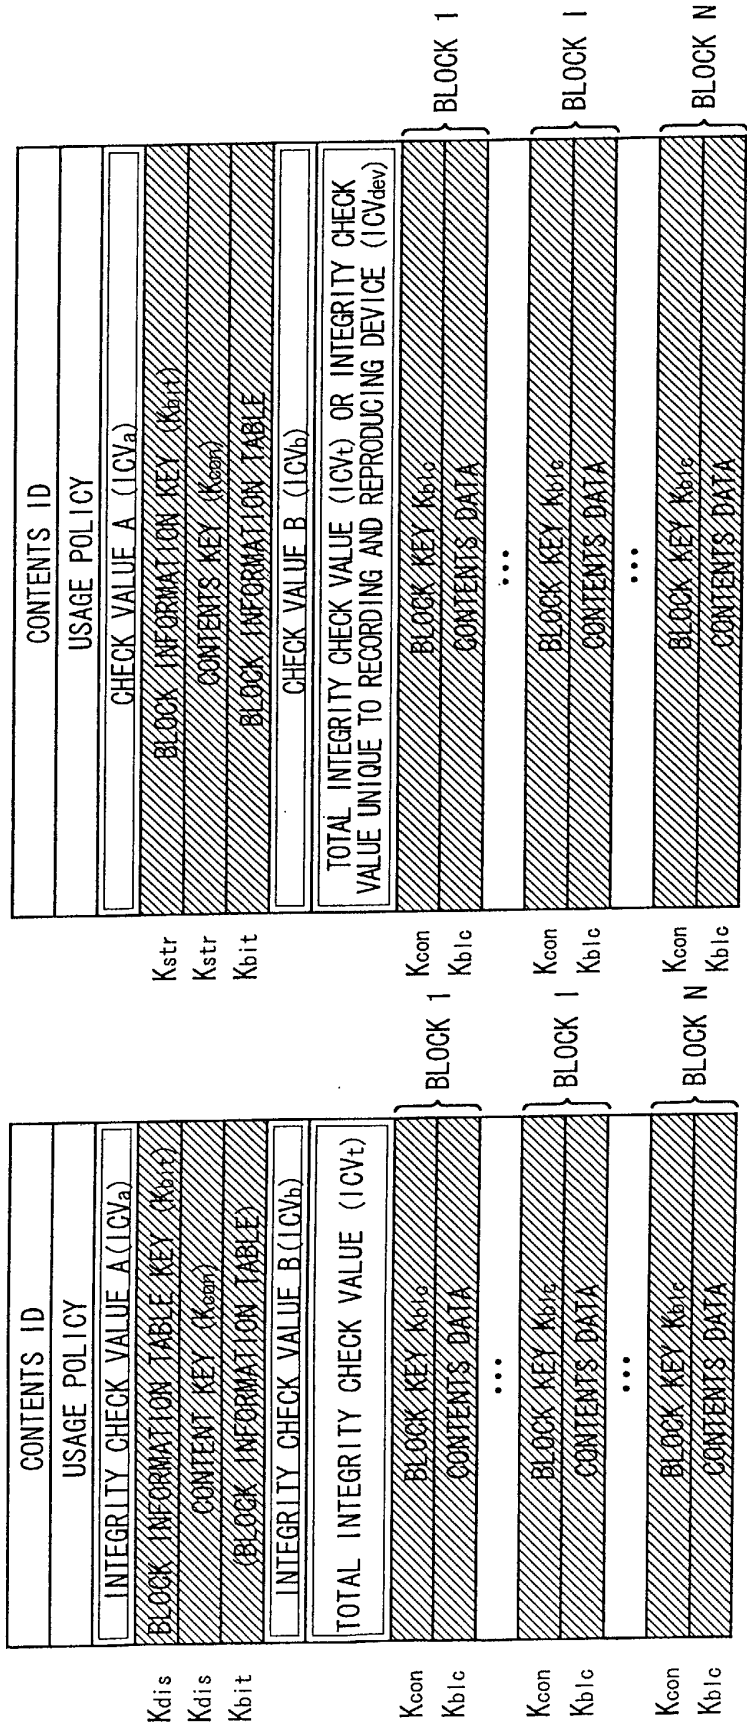 CONTENTS ID
USAGE POLICY
INTEGRITY CHECK VALUE A(ICVa)
Kdis BLOCK INFORMATION TABLE KEY (Kbit)
Kdis CONTENT KEY (Kcon)
Kbit (BLOCK INFORMATION TABLE)
INTEGRITY CHECK VALUE B(ICVb)
TOTAL INTEGRITY CHECK VALUE (ICVt)
Kcon BLOCK KEY Kblc
Kblc CONTENTS DATA
BLOCK 1
...
Kcon BLOCK KEY Kblc
Kblc CONTENTS DATA
BLOCK I
...
Kcon BLOCK KEY Kblc
Kblc CONTENTS DATA
BLOCK N
CONTENTS ID
USAGE POLICY
CHECK VALUE A (ICVa)
Kstr BLOCK INFORMATION KEY (Kbit)
Kstr CONTENTS KEY (Kcon)
Kbit BLOCK INFORMATION TABLE
CHECK VALUE B (ICVb)
TOTAL INTEGRITY CHECK VALUE (ICVt) OR INTEGRITY CHECK
VALUE UNIQUE TO RECORDING AND REPRODUCING DEVICE (ICVdev)
Kcon BLOCK KEY Kblc
Kblc CONTENTS DATA
BLOCK 1
...
Kcon BLOCK KEY Kblc
Kblc CONTENTS DATA
BLOCK I
...
Kcon BLOCK KEY Kblc
Kblc CONTENTS DATA
BLOCK N